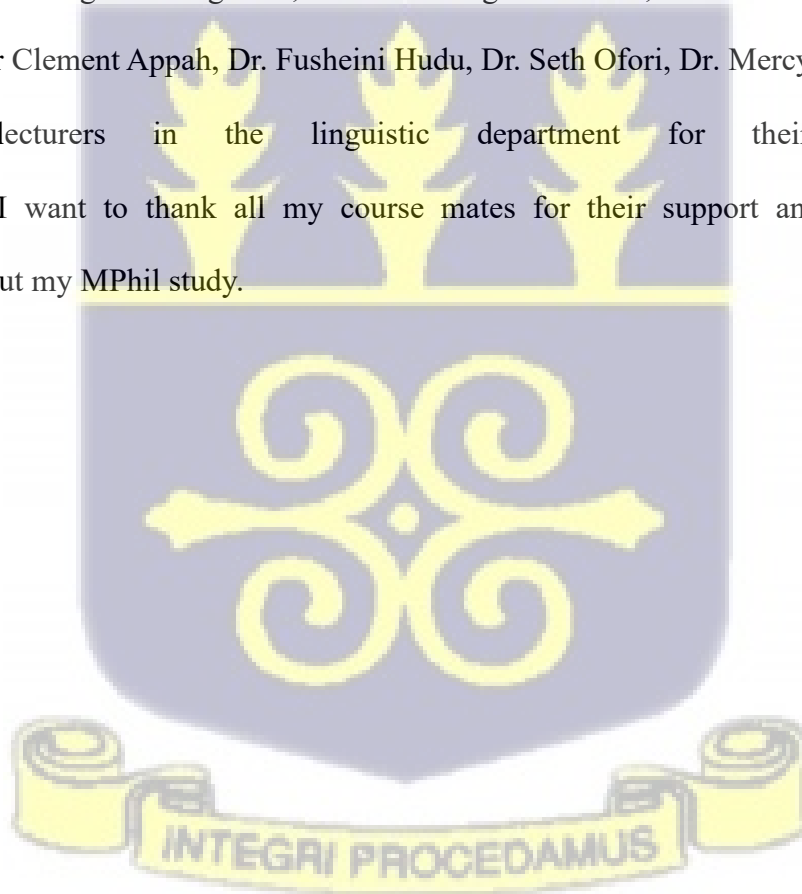 Clement Appah, Dr. Fusheini Hudu, Dr. Seth Ofori, Dr. Mercy
lecturers in the linguistic department for their
I want to thank all my course mates for their support an
ut my MPhil study.
INTEGRI PROCEDAMUS